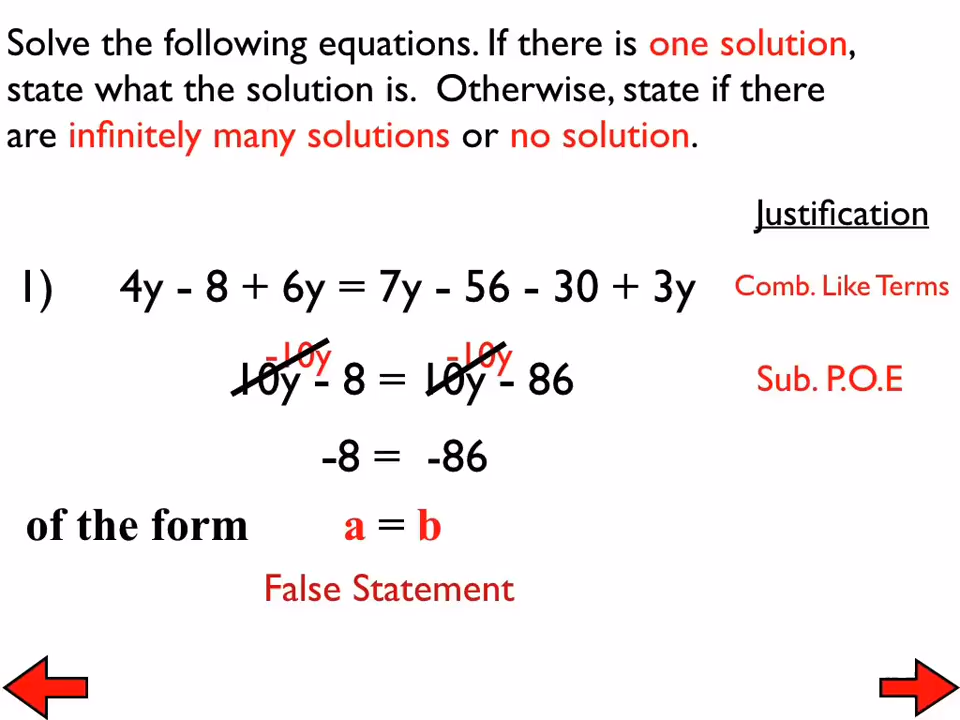 Solve the following equations. If there is one solution,
state what the solution is.  Otherwise, state if there
are infinitely many solutions or no solution.
Justification
1) 4y - 8 + 6y = 7y - 56 - 30 + 3y Comb. Like Terms
-10y -10y
10y - 8 = 10y - 86 Sub. P.O.E
-8 = -86
of the form a = b
False Statement